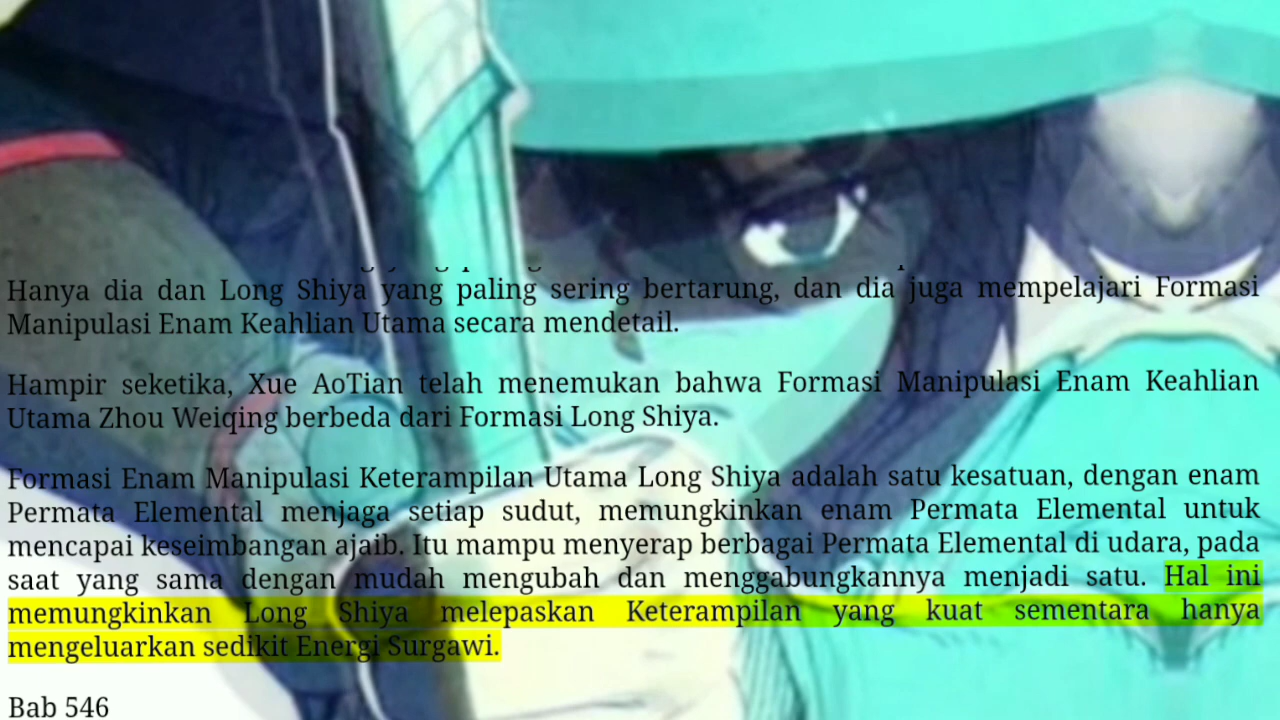 Hanya dia dan Long Shiya yang paling sering bertarung, dan dia juga mempelajari Formasi
Manipulasi Enam Keahlian Utama secara mendetail.
Hampir seketika, Xue AoTian telah menemukan bahwa Formasi Manipulasi Enam Keahlian
Utama Zhou Weiqing berbeda dari Formasi Long Shiya.
Formasi Enam Manipulasi Keterampilan Utama Long Shiya adalah satu kesatuan, dengan enam
Permata Elemental menjaga setiap sudut, memungkinkan enam Permata Elemental untuk
mencapai keseimbangan ajaib. Itu mampu menyerap berbagai Permata Elemental di udara, pada
saat yang sama dengan mudah mengubah dan menggabungkannya menjadi satu. Hal ini
memungkinkan Long Shiya melepaskan Keterampilan yang kuat sementara hanya
mengeluarkan sedikit Energi Surgawi.
Bab 546